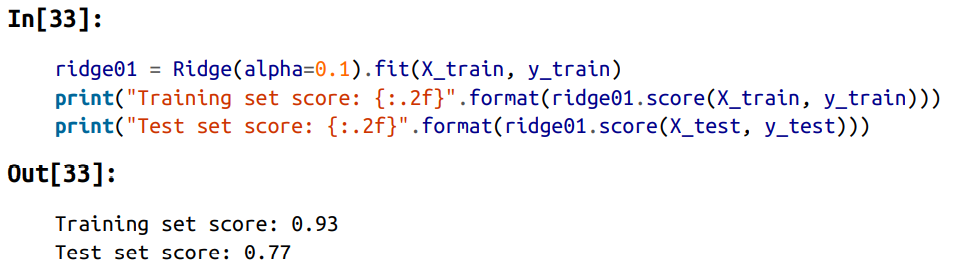 In[33]:
ridge01 = Ridge(alpha=0.1).fit(X_train, y_train)
print("Training set score: {:.2f}".format(ridge01.score(X_train, y_train)))
print("Test set score: {:.2f}".format(ridge01.score(X_test, y_test)))
Out[33]:
Training set score: 0.93
Test set score: 0.77